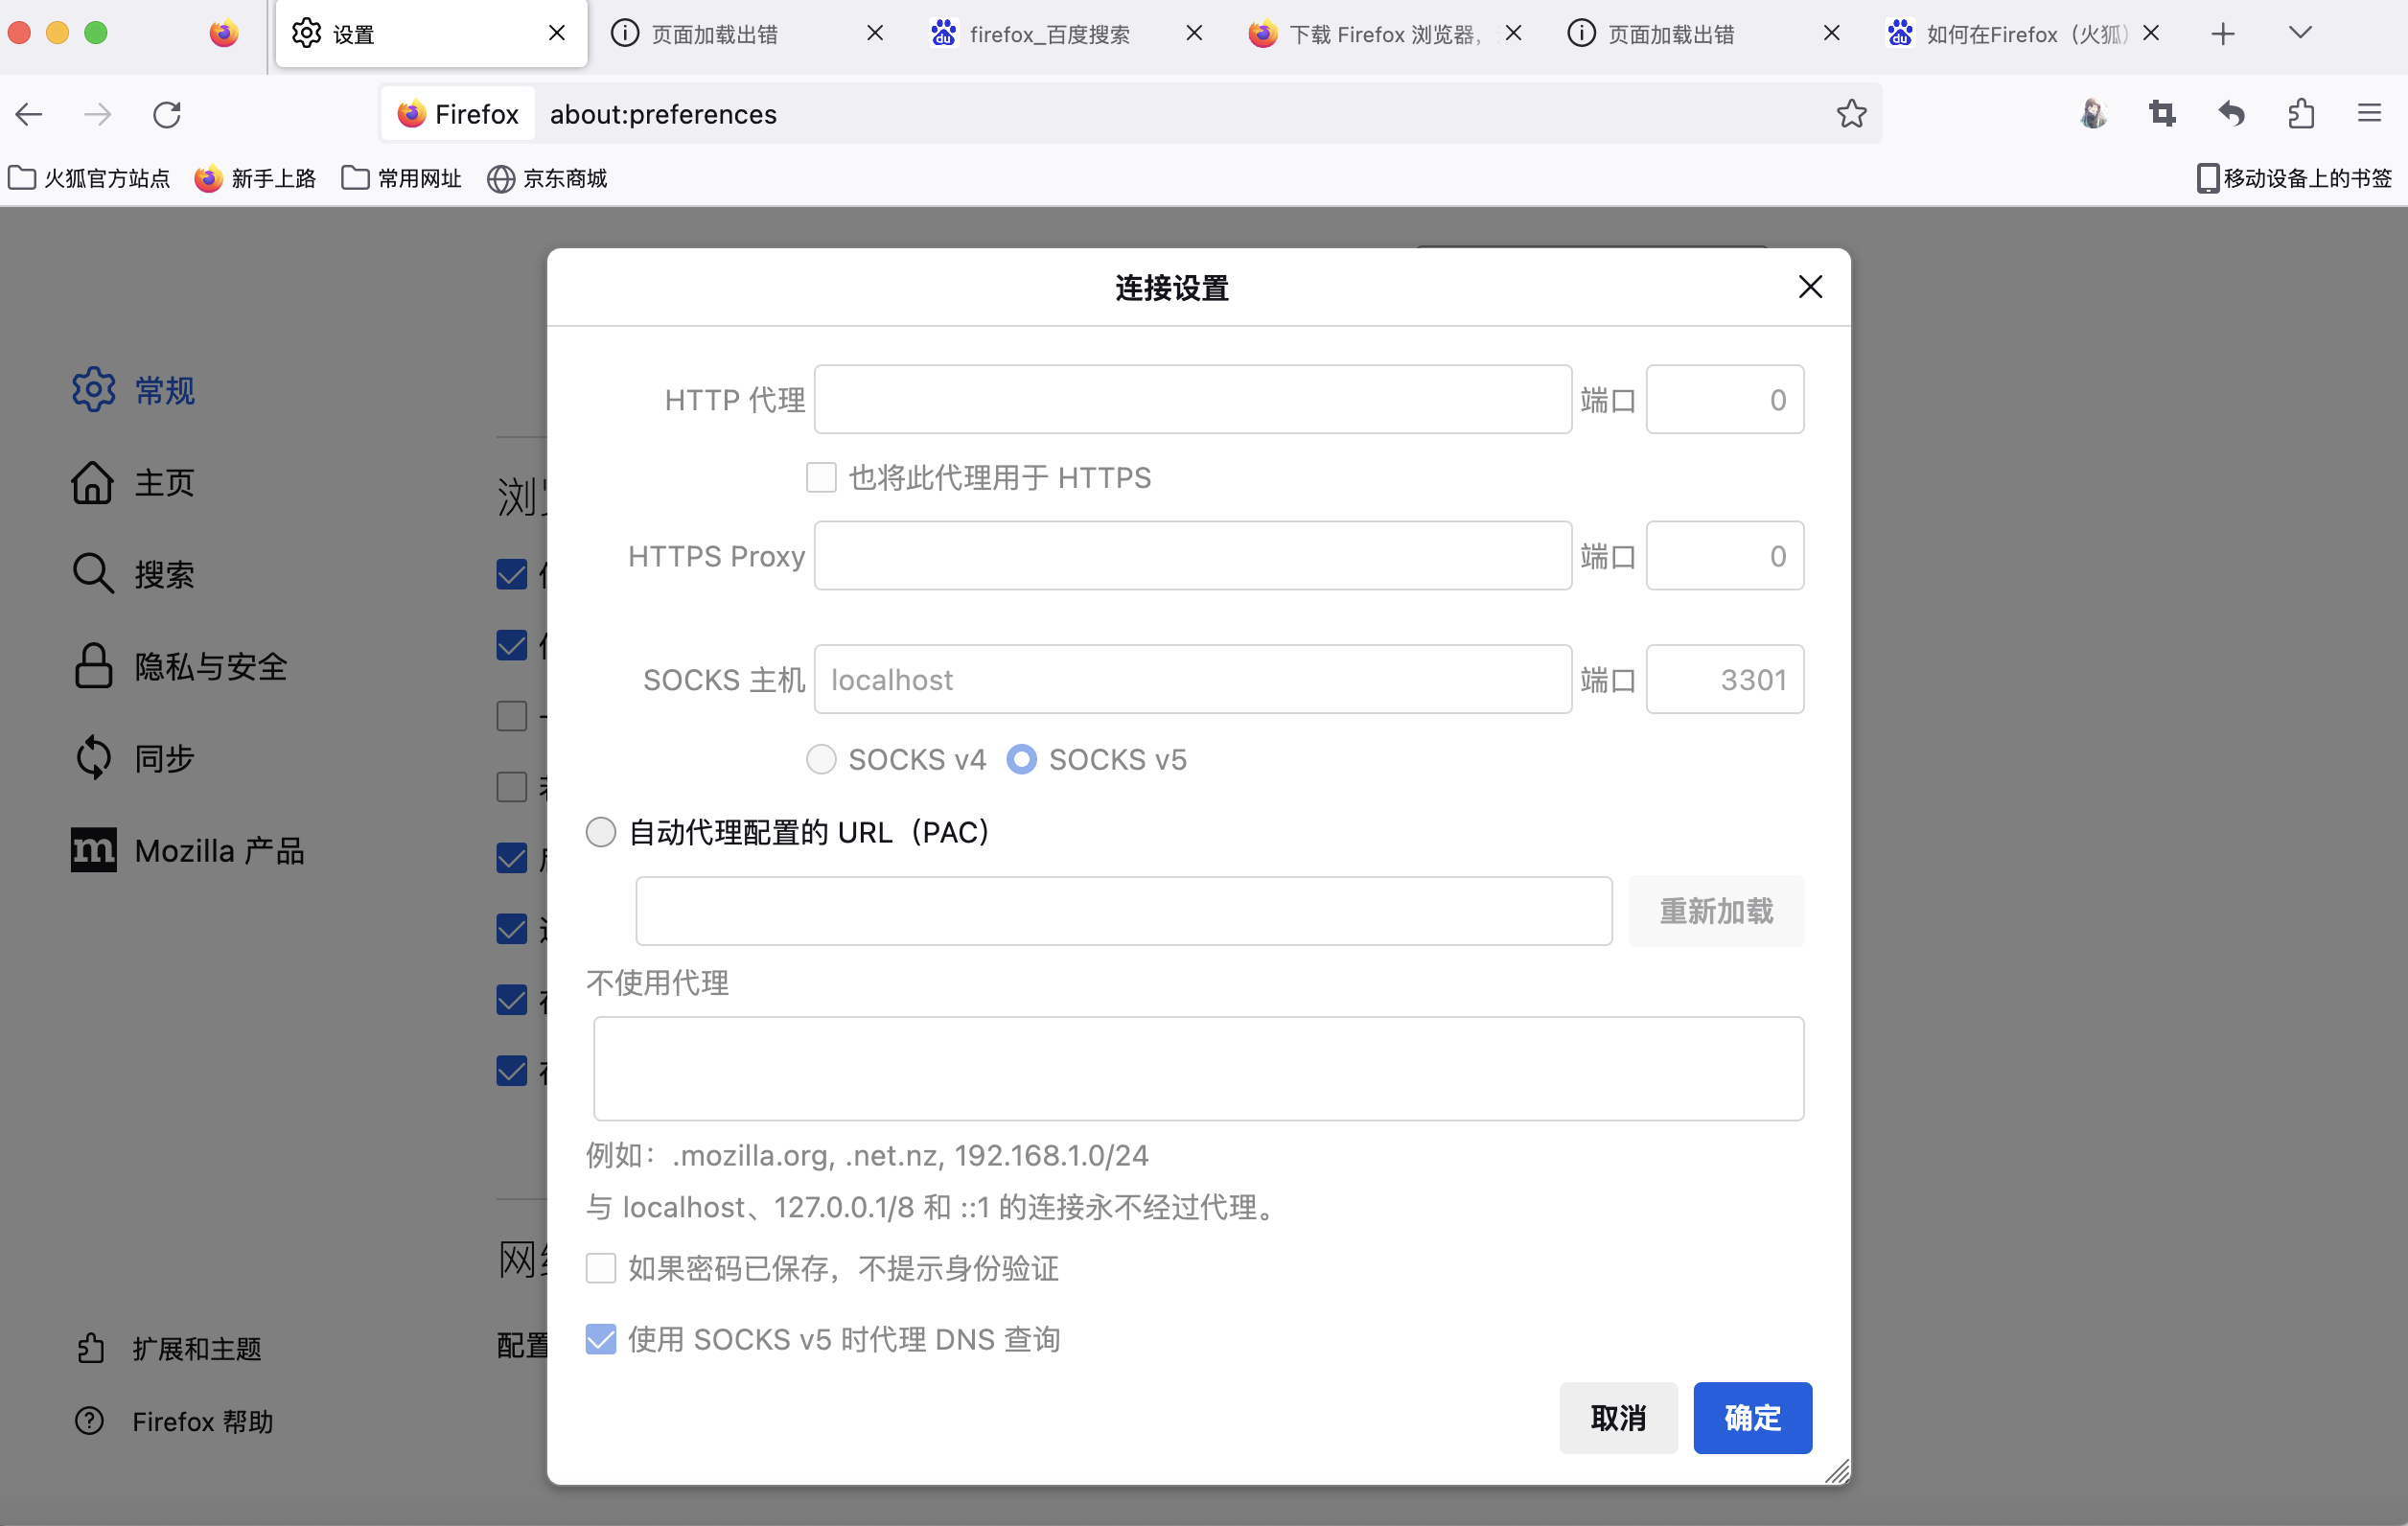 设置
页面加载出错
firefox_百度搜索
下载 Firefox 浏览器，
页面加载出错
如何在Firefox（火狐）
Firefox about:preferences
火狐官方站点 新手上路 常用网址 京东商城 移动设备上的书签
连接设置
常规
主页
搜索
隐私与安全
同步
Mozilla 产品
扩展和主题
Firefox 帮助
浏
网
配置
HTTP 代理 端口 0
也将此代理用于 HTTPS
HTTPS Proxy 端口 0
SOCKS 主机 localhost 端口 3301
SOCKS v4 SOCKS v5
自动代理配置的 URL（PAC）
重新加载
不使用代理
例如：.mozilla.org, .net.nz, 192.168.1.0/24
与 localhost、127.0.0.1/8 和 ::1 的连接永不经过代理。
如果密码已保存，不提示身份验证
使用 SOCKS v5 时代理 DNS 查询
取消 确定